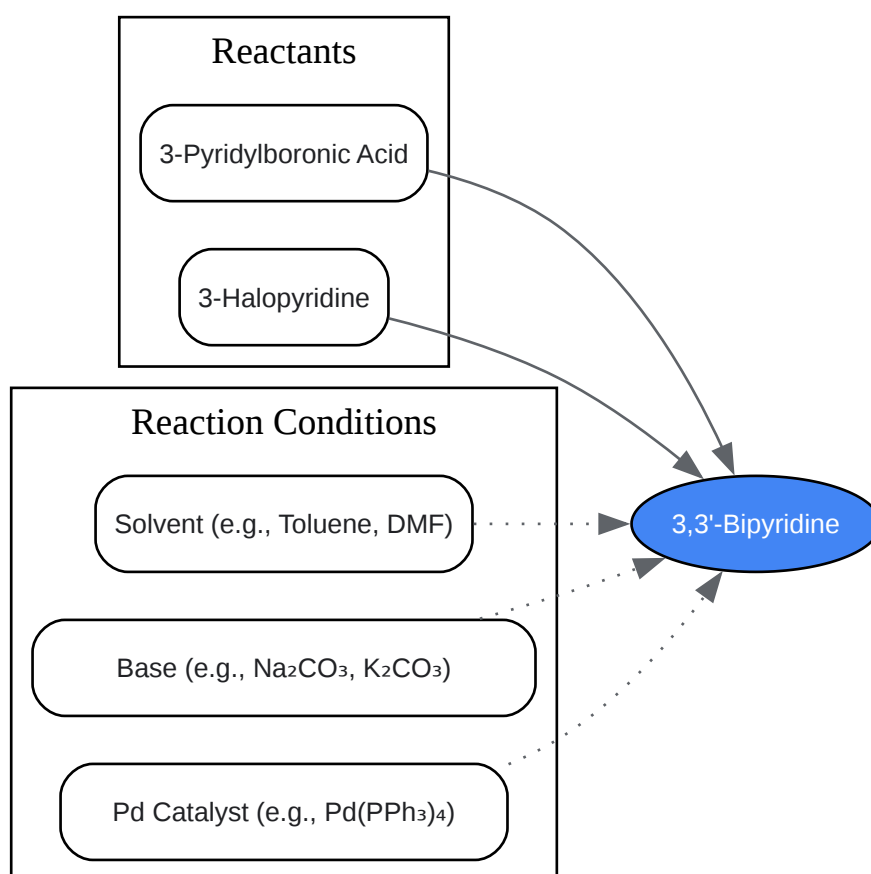 Reactants
3-Pyridylboronic Acid
3-Halopyridine
Reaction Conditions
Solvent (e.g., Toluene, DMF)
3,3'-Bipyridine
Base (e.g., Na₂CO₃, K₂CO₃)
Pd Catalyst (e.g., Pd(PPh₃)₄)